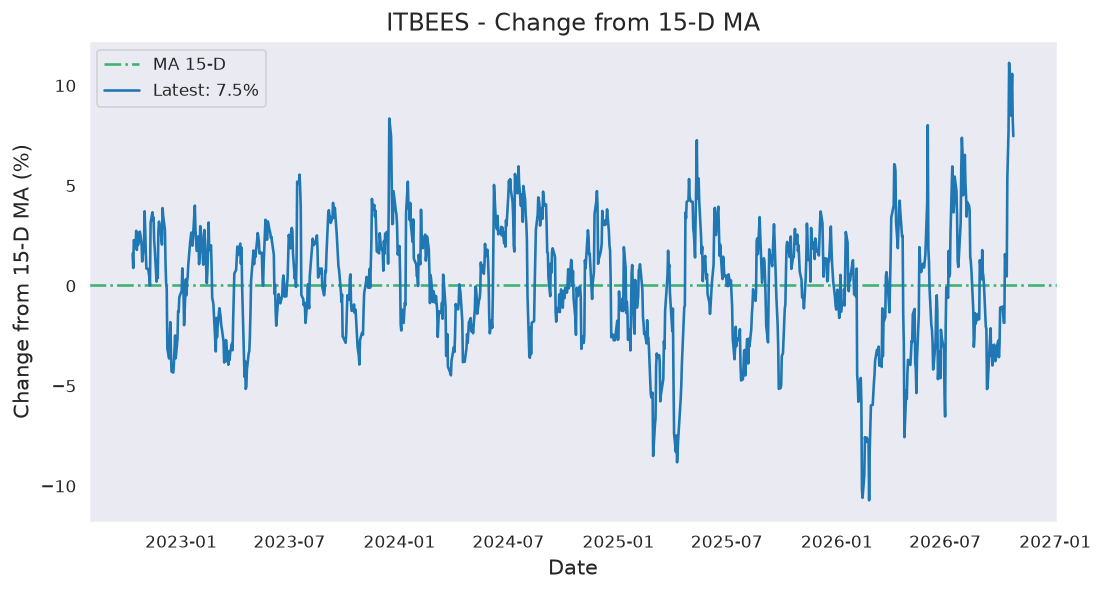 ITBEES - Change from 15-D MA
MA 15-D
Latest: 7.5%
Change from 15-D MA (%)
10
5
0
−5
−10
2023-01 2023-07 2024-01 2024-07 2025-01 2025-07 2026-01 2026-07 2027-01
Date